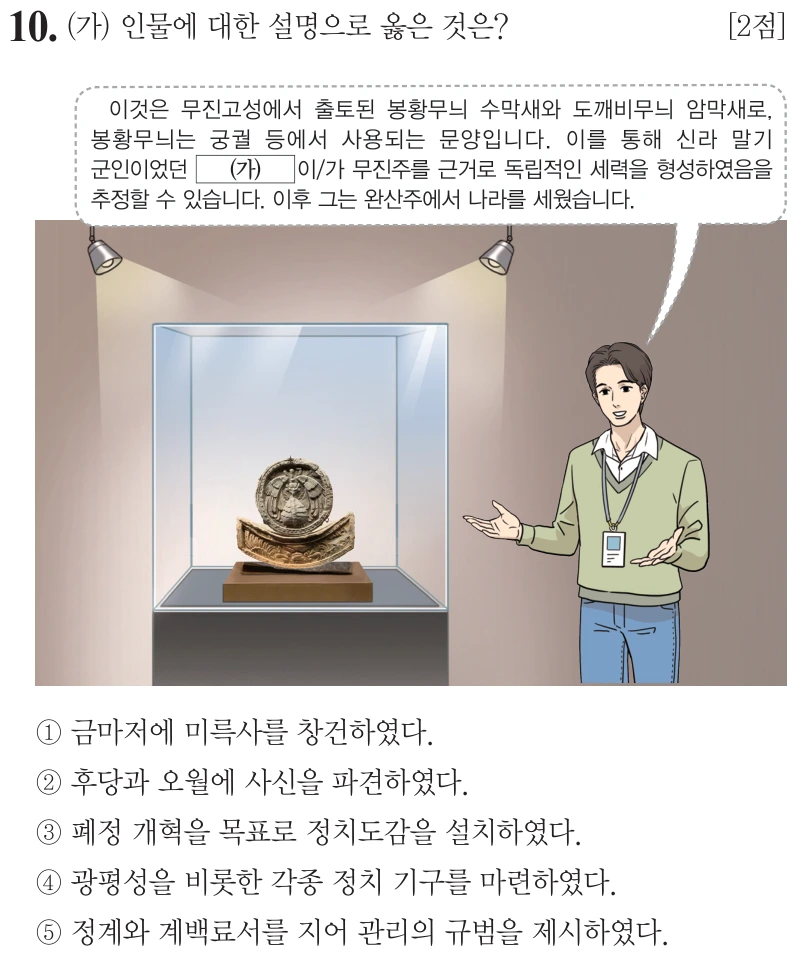 10. (가) 인물에 대한 설명으로 옳은 것은? [2점]
이것은 무진고성에서 출토된 봉황무늬 수막새와 도깨비무늬 암막새로,
봉황무늬는 궁궐 등에서 사용되는 문양입니다. 이를 통해 신라 말기
군인이었던 (가) 이/가 무진주를 근거로 독립적인 세력을 형성하였음을
추정할 수 있습니다. 이후 그는 완산주에서 나라를 세웠습니다.
① 금마저에 미륵사를 창건하였다.
② 후당과 오월에 사신을 파견하였다.
③ 폐정 개혁을 목표로 정치도감을 설치하였다.
④ 광평성을 비롯한 각종 정치 기구를 마련하였다.
⑤ 정계와 계백료서를 지어 관리의 규범을 제시하였다.